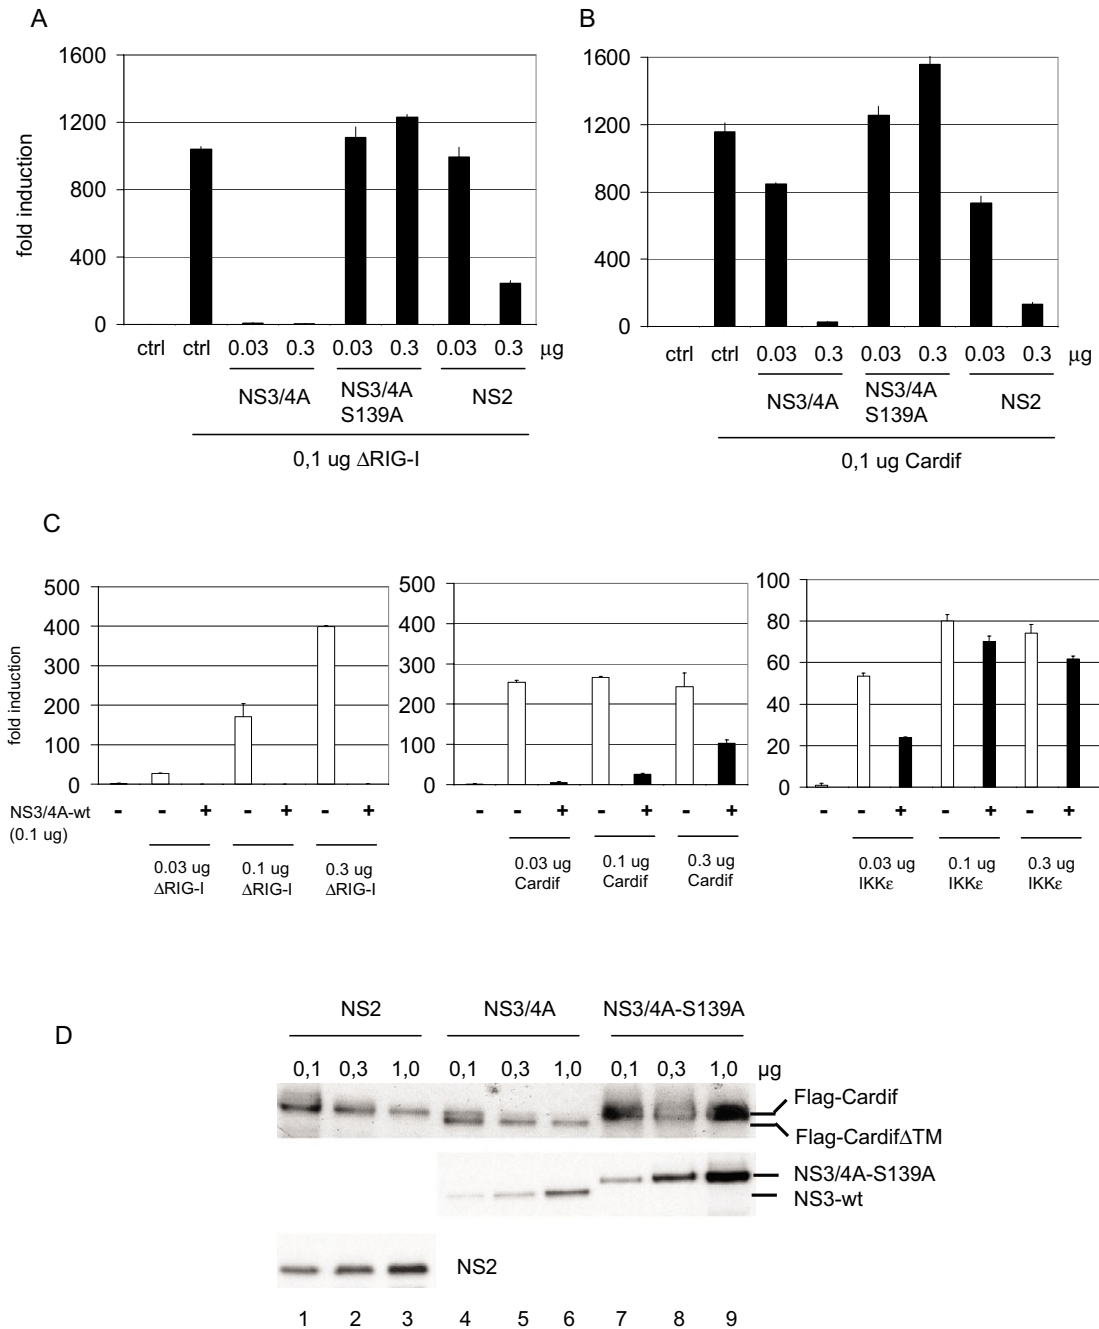 A
B
1600
1200
800
400
0
fold induction
ctrl ctrl 0.03 0.3 0.03 0.3 0.03 0.3 μg
NS3/4A
NS3/4A
S139A
NS2
0,1 ug ΔRIG-I
1600
1200
800
400
0
ctrl ctrl 0.03 0.3 0.03 0.3 0.03 0.3 μg
NS3/4A
NS3/4A
S139A
NS2
0,1 ug Cardif
C
500
400
300
200
100
0
fold induction
NS3/4A-wt
(0.1 ug)
- - + - + - +
0.03 ug
ΔRIG-I
0.1 ug
ΔRIG-I
0.3 ug
ΔRIG-I
500
400
300
200
100
0
- - + - + - +
0.03 ug
Cardif
0.1 ug
Cardif
0.3 ug
Cardif
100
80
60
40
20
0
- - + - + - +
0.03 ug
IKKε
0.1 ug
IKKε
0.3 ug
IKKε
D
NS2 NS3/4A NS3/4A-S139A
0,1 0,3 1,0 0,1 0,3 1,0 0,1 0,3 1,0 μg
Flag-Cardif
Flag-CardifΔTM
NS3/4A-S139A
NS3-wt
NS2
1 2 3 4 5 6 7 8 9